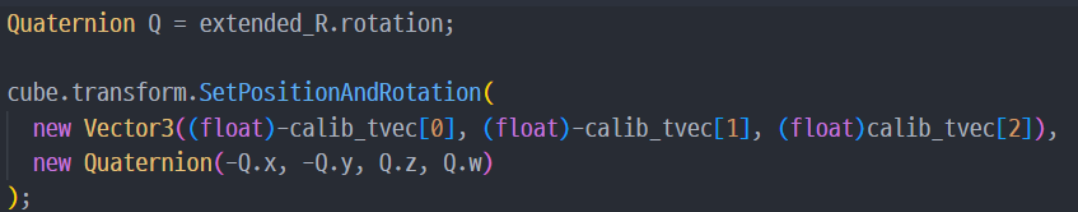 Quaternion Q = extended_R.rotation;
cube.transform.SetPositionAndRotation(
new Vector3((float)-calib_tvec[0], (float)-calib_tvec[1], (float)calib_tvec[2]),
new Quaternion(-Q.x, -Q.y, Q.z, Q.w)
);